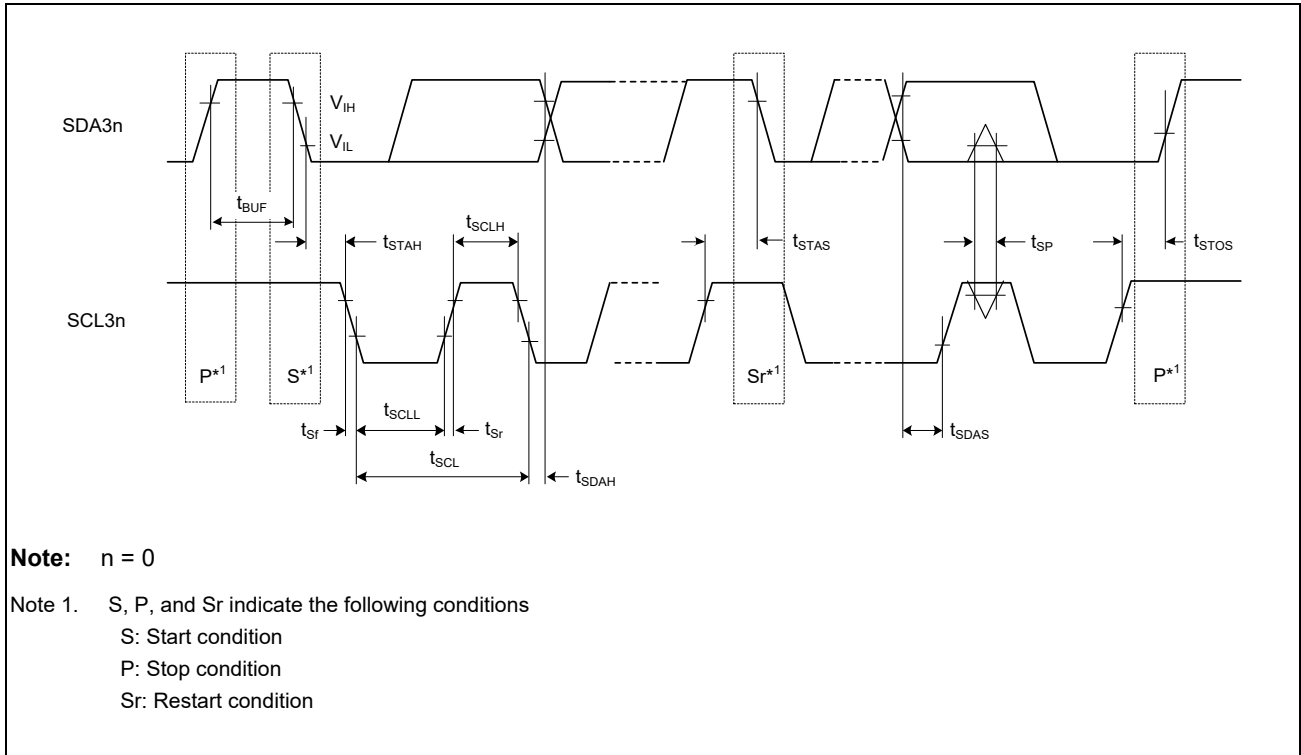 SDA3n
V_IH
V_IL
t_BUF
t_STAH
t_SCLH
t_STAS
t_SP
t_STOS
SCL3n
P*1
S*1
Sr*1
P*1
t_Sf
t_SCLL
t_Sr
t_SDAS
t_SCL
t_SDAH
Note: n = 0
Note 1. S, P, and Sr indicate the following conditions
S: Start condition
P: Stop condition
Sr: Restart condition